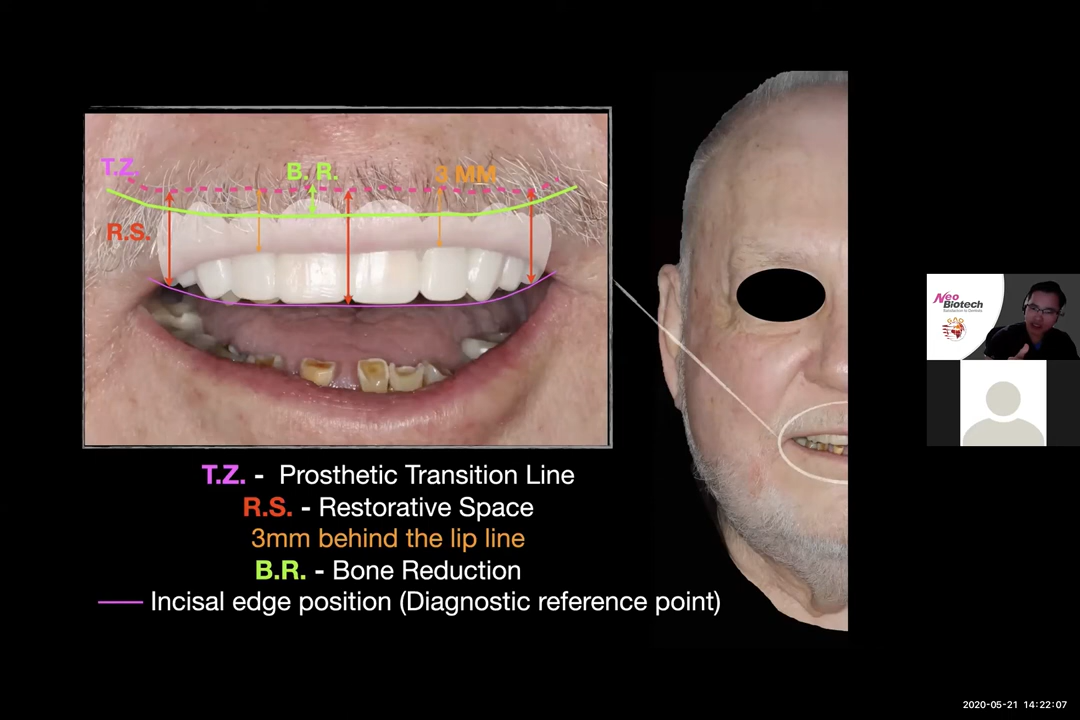 T.Z.
B. R.
3 MM
R.S.
T.Z. - Prosthetic Transition Line
R.S. - Restorative Space
3mm behind the lip line
B.R. - Bone Reduction
Incisal edge position (Diagnostic reference point)
Neo
Biotech
2020-05-21 14:22:07